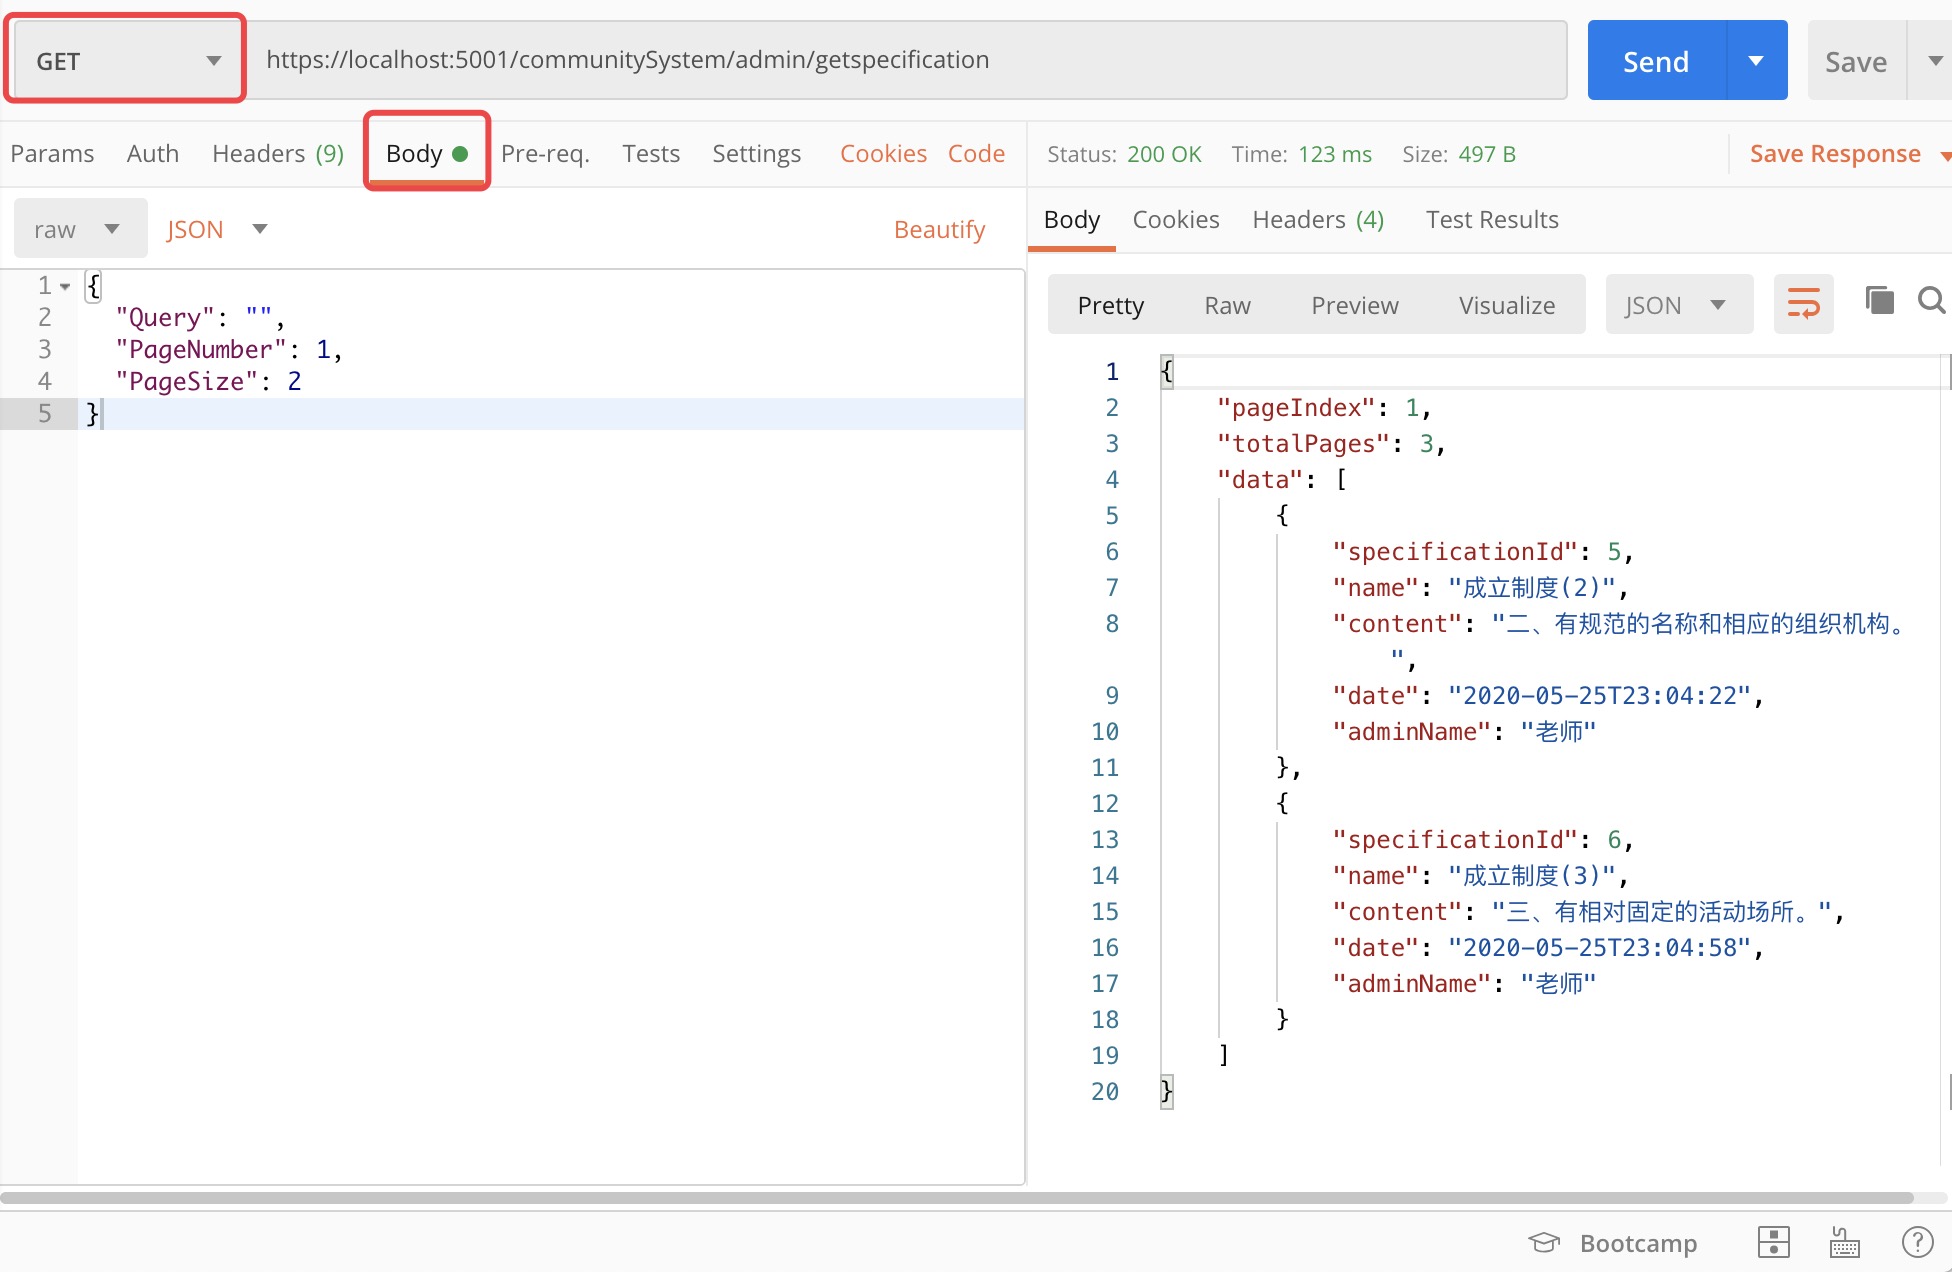 GET
https://localhost:5001/communitySystem/admin/getspecification
Send
Save
Params Auth Headers (9) Body Pre-req. Tests Settings Cookies Code
raw JSON Beautify
1 {
2 "Query": "",
3 "PageNumber": 1,
4 "PageSize": 2
5 }
Status: 200 OK Time: 123 ms Size: 497 B Save Response
Body Cookies Headers (4) Test Results
Pretty Raw Preview Visualize JSON
1 {
2 "pageIndex": 1,
3 "totalPages": 3,
4 "data": [
5 {
6 "specificationId": 5,
7 "name": "成立制度(2)",
8 "content": "二、有规范的名称和相应的组织机构。
",
9 "date": "2020-05-25T23:04:22",
10 "adminName": "老师"
11 },
12 {
13 "specificationId": 6,
14 "name": "成立制度(3)",
15 "content": "三、有相对固定的活动场所。",
16 "date": "2020-05-25T23:04:58",
17 "adminName": "老师"
18 }
19 ]
20 }
Bootcamp
?